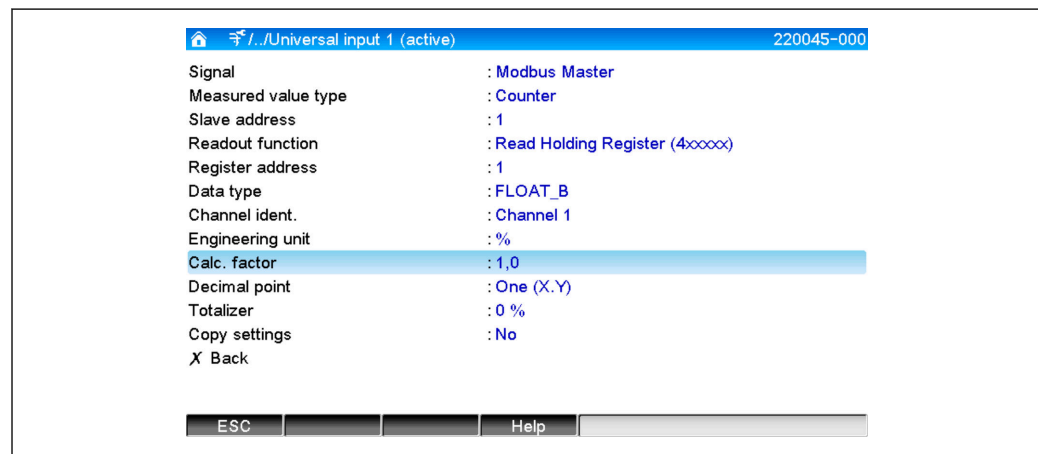 /../Universal input 1 (active) 220045-000
Signal : Modbus Master
Measured value type : Counter
Slave address : 1
Readout function : Read Holding Register (4xxxxx)
Register address : 1
Data type : FLOAT_B
Channel ident. : Channel 1
Engineering unit : %
Calc. factor : 1,0
Decimal point : One (X.Y)
Totalizer : 0 %
Copy settings : No
X Back
ESC Help